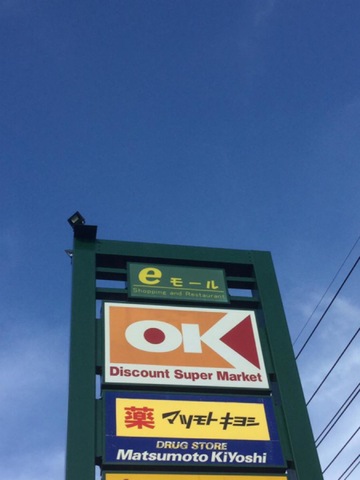 eモール
Shopping and Restaurant
OK
Discount Super Market
薬 マツモトキヨシ
DRUG STORE
Matsumoto KiYoshi